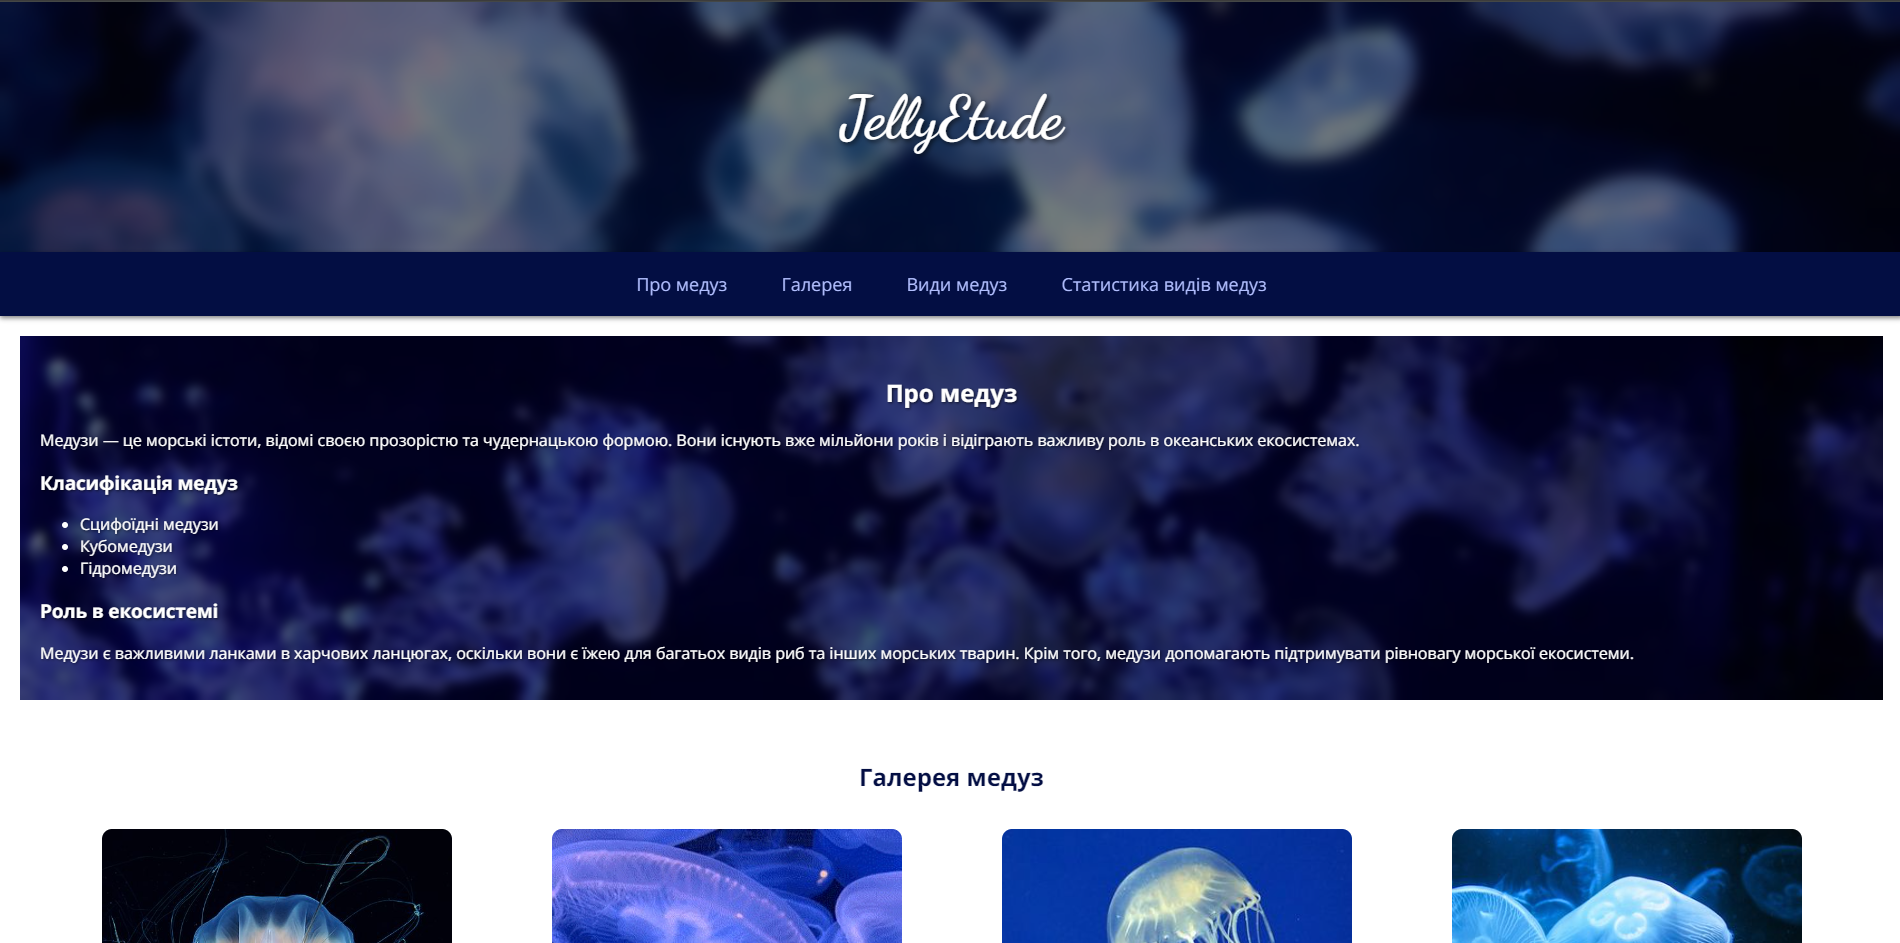 JellyEtude
Про медуз
Галерея
Види медуз
Статистика видів медуз
Про медуз
Медузи — це морські істоти, відомі своєю прозорістю та чудернацькою формою. Вони існують вже мільйони років і відіграють важливу роль в океанських екосистемах.
Класифікація медуз
• Сцифоїдні медузи
• Кубомедузи
• Гідромедузи
Роль в екосистемі
Медузи є важливими ланками в харчових ланцюгах, оскільки вони є їжею для багатьох видів риб та інших морських тварин. Крім того, медузи допомагають підтримувати рівновагу морської екосистеми.
Галерея медуз